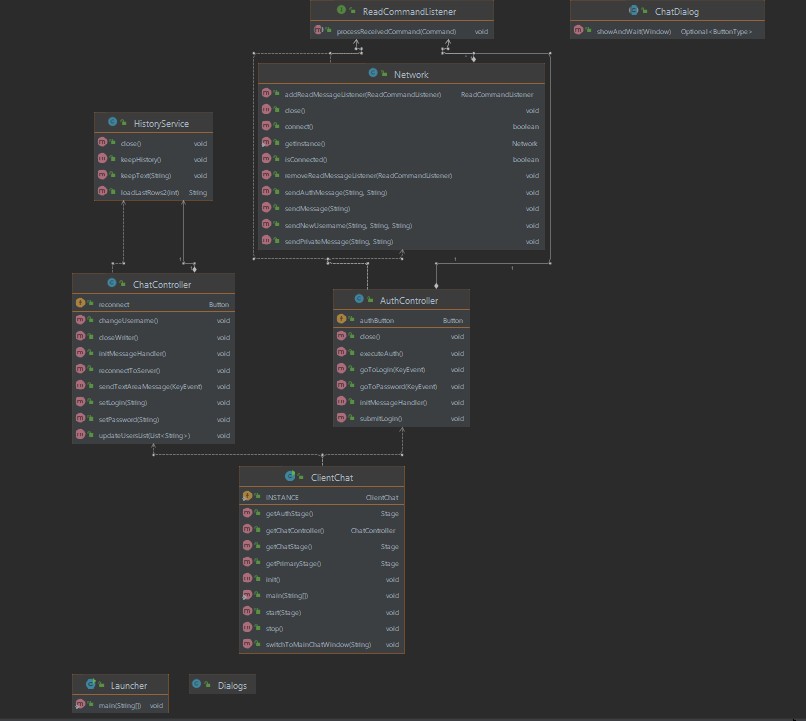 ReadCommandListener
processReceivedCommand(Command) void
ChatDialog
showAndWait(Window) Optional<ButtonType>
Network
addReadMessageListener(ReadCommandListener) ReadCommandListener
close() void
connect() boolean
getInstance() Network
isConnected() boolean
removeReadMessageListener(ReadCommandListener) void
sendAuthMessage(String, String) void
sendMessage(String) void
sendNewUsername(String, String, String) void
sendPrivateMessage(String, String) void
HistoryService
close() void
keepHistory() void
keepText(String) void
loadLastRows2(int) String
ChatController
reconnect Button
changeUsername() void
closeWriter() void
initMessageHandler() void
reconnectToServer() void
sendTextAreaMessage(KeyEvent) void
setLogin(String) void
setPassword(String) void
updateUsersList(List<String>) void
AuthController
authButton Button
close() void
executeAuth() void
goToLogin(KeyEvent) void
goToPassword(KeyEvent) void
initMessageHandler() void
submitLogin() void
ClientChat
INSTANCE ClientChat
getAuthStage() Stage
getChatController() ChatController
getChatStage() Stage
getPrimaryStage() Stage
init() void
main(String[]) void
start(Stage) void
stop() void
switchToMainChatWindow(String) void
Launcher
main(String[]) void
Dialogs